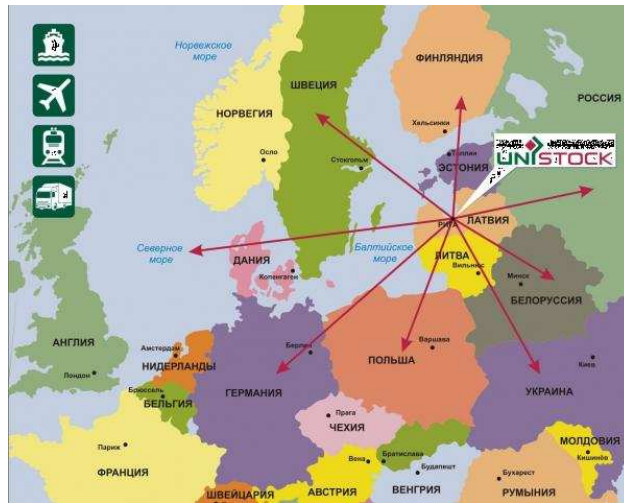 Норвежское
море
ФИНЛЯНДИЯ
ШВЕЦИЯ
РОССИЯ
НОРВЕГИЯ
Хельсинки
Осло
Стокгольм
Таллин
UNISTOCK
ЭСТОНИЯ
РИГА
ЛАТВИЯ
Северное
море
Балтийское
море
ДАНИЯ
ЛИТВА
Вильнюс
Копенгаген
Минск
БЕЛОРУССИЯ
АНГЛИЯ
Амстердам
Берлин
Варшава
Киев
НИДЕРЛАНДЫ
ПОЛЬША
Лондон
Брюссель
ГЕРМАНИЯ
УКРАИНА
БЕЛЬГИЯ
Прага
ЧЕХИЯ
МОЛДОВИЯ
Париж
Вена
Братислава
Кишинёв
ФРАНЦИЯ
Будапешт
Бухарест
ШВЕЙЦАРИЯ
АВСТРИЯ
ВЕНГРИЯ
РУМЫНИЯ